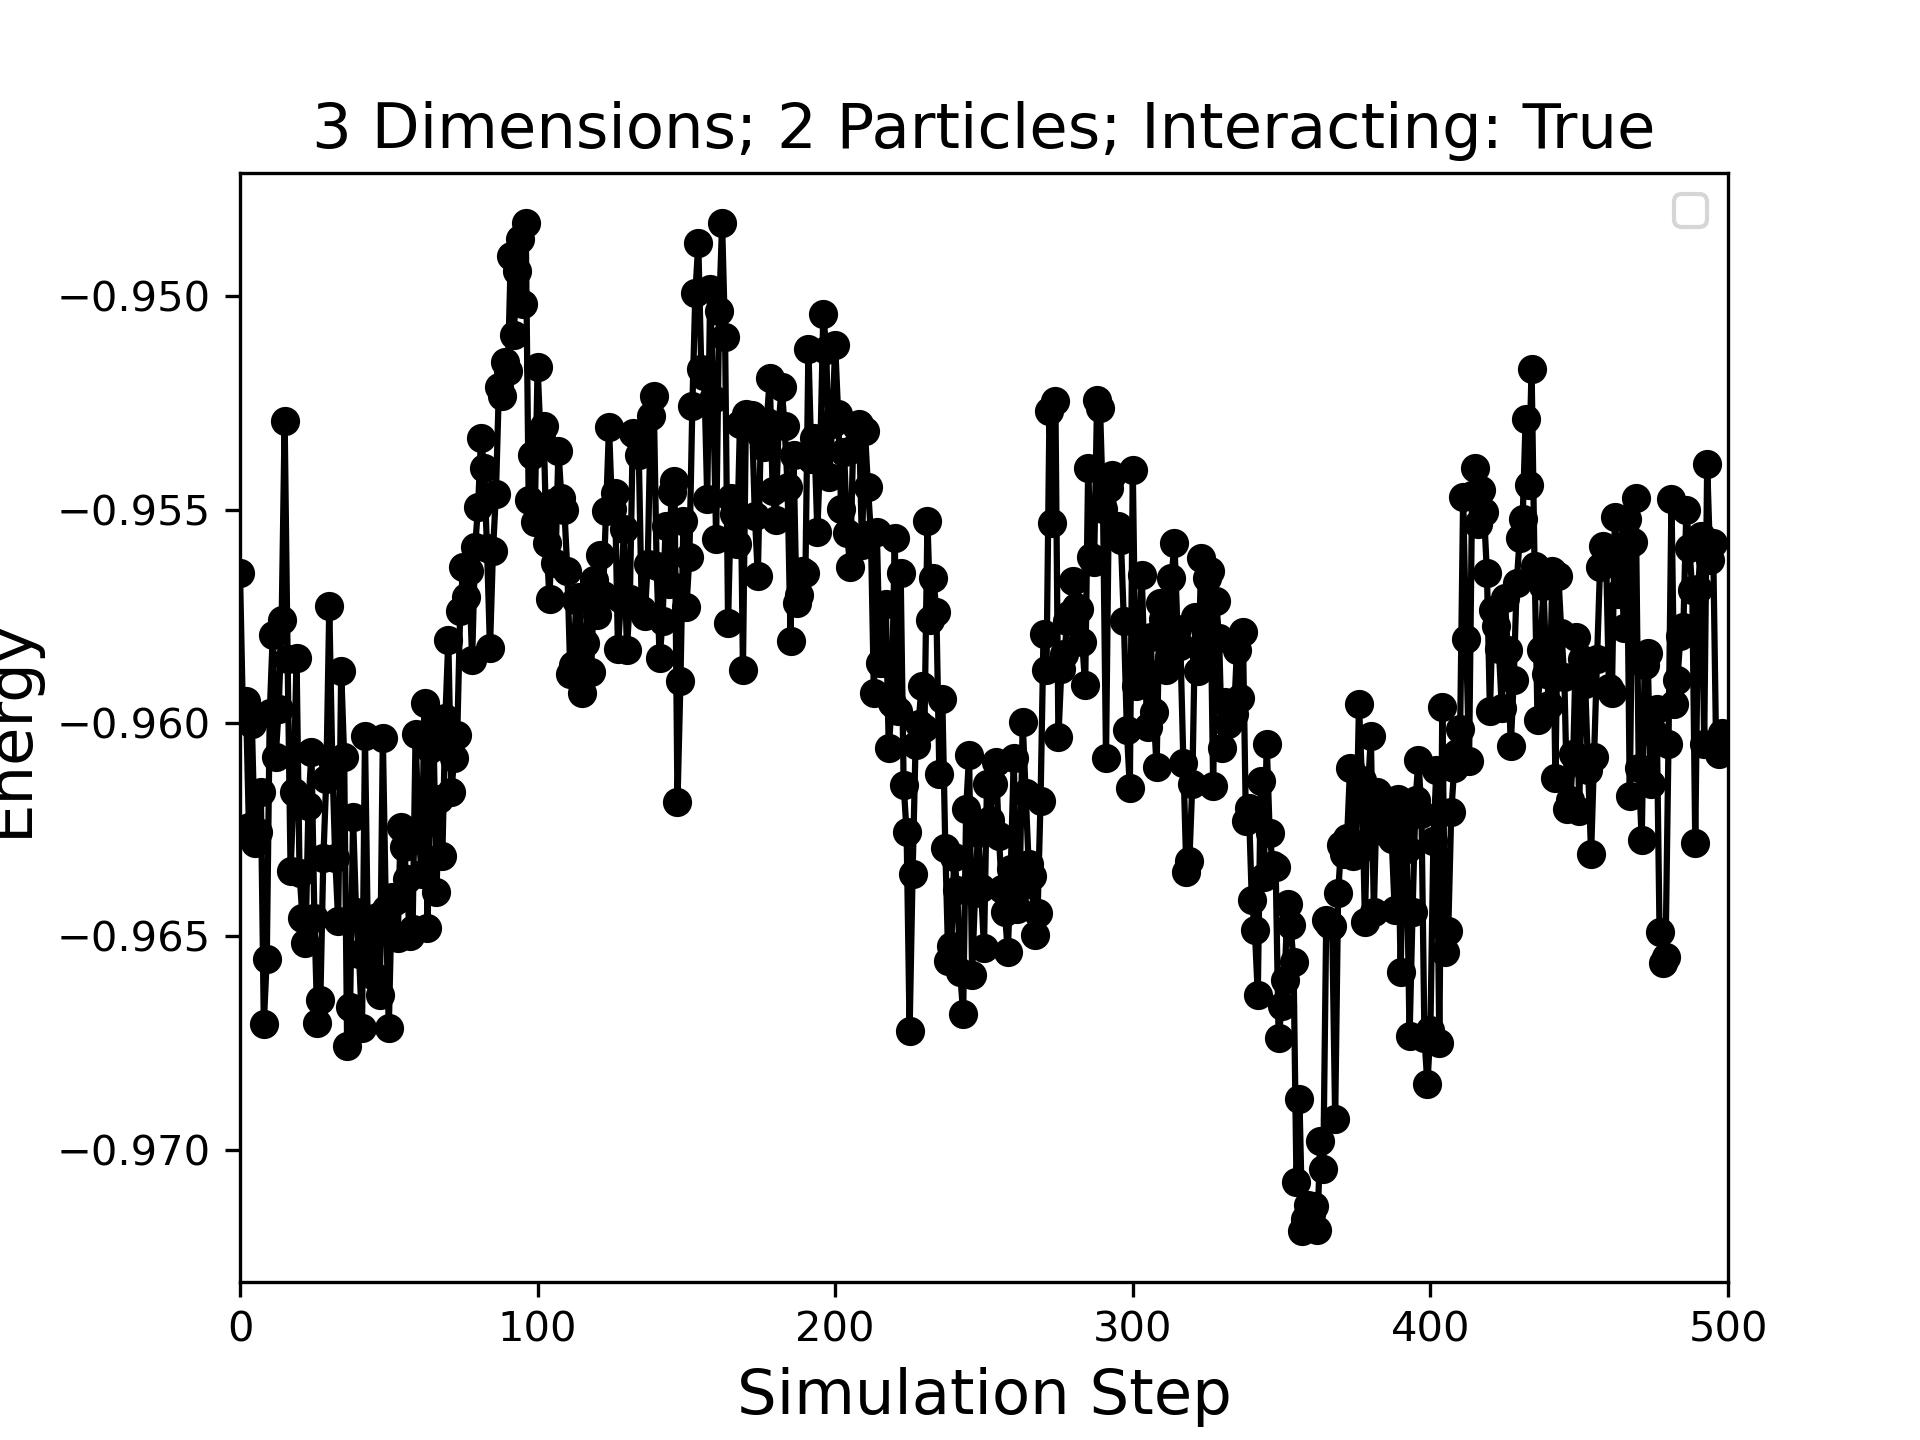 3 Dimensions; 2 Particles; Interacting: True
Energy
−0.950
−0.955
−0.960
−0.965
−0.970
0 100 200 300 400 500
Simulation Step